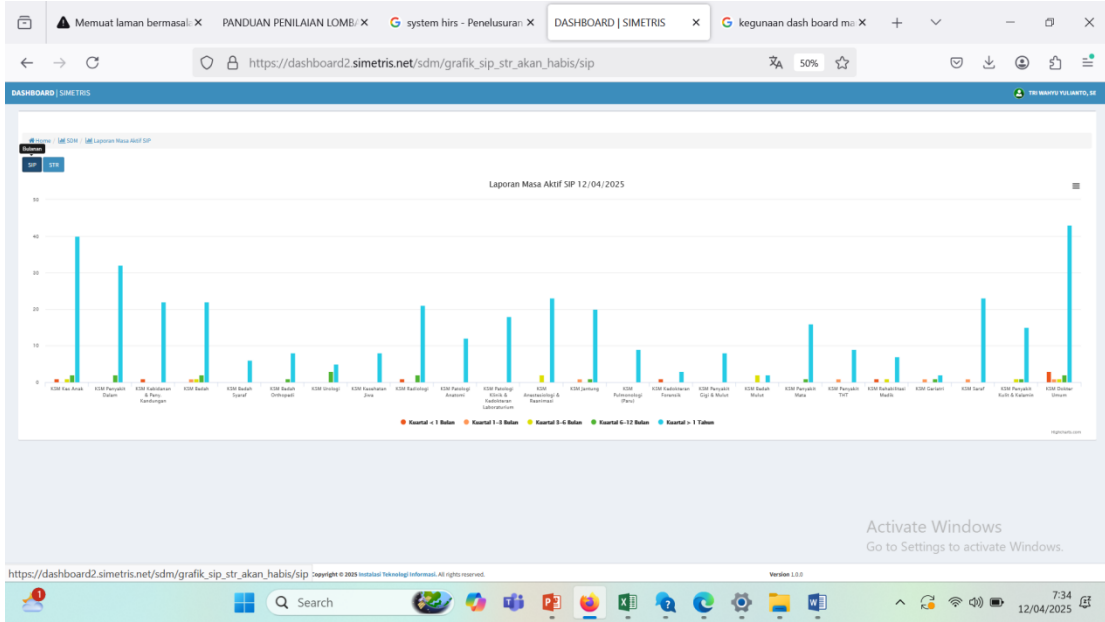 Memuat laman bermasal
PANDUAN PENILAIAN LOMB
system hirs - Penelusuran
DASHBOARD | SIMETRIS
kegunaan dash board ma
https://dashboard2.simetris.net/sdm/grafik_sip_str_akan_habis/sip
50%
DASHBOARD | SIMETRIS
TRI WAHYU YULIANTO, SE
Home / SDM / Laporan Masa Aktif SIP
Bulanan
SIP STR
Laporan Masa Aktif SIP 12/04/2025
50
40
30
20
10
0
KSM Kes Anak
KSM Penyakit Dalam
KSM Kebidanan & Peny. Kandungan
KSM Bedah
KSM Bedah Syaraf
KSM Bedah Orthopedi
KSM Urologi
KSM Kesehatan Jiwa
KSM Radiologi
KSM Patologi Anatomi
KSM Patologi Klinik & Kedokteran Laboratorium
KSM Anastesiologi & Reanimasi
KSM Jantung
KSM Pulmonologi (Paru)
KSM Kedokteran Forensik
KSM Penyakit Gigi & Mulut
KSM Bedah Mulut
KSM Penyakit Mata
KSM Penyakit THT
KSM Rehabilitasi Medik
KSM Geriatri
KSM Saraf
KSM Penyakit Kulit & Kelamin
KSM Dokter Umum
Kuartal < 1 Bulan Kuartal 1-3 Bulan Kuartal 3-6 Bulan Kuartal 6-12 Bulan Kuartal > 1 Tahun
Highcharts.com
Activate Windows
Go to Settings to activate Windows.
https://dashboard2.simetris.net/sdm/grafik_sip_str_akan_habis/sip
Copyright © 2025 Instalasi Teknologi Informasi. All rights reserved.
Version 1.0.0
1
Search
7:34
12/04/2025